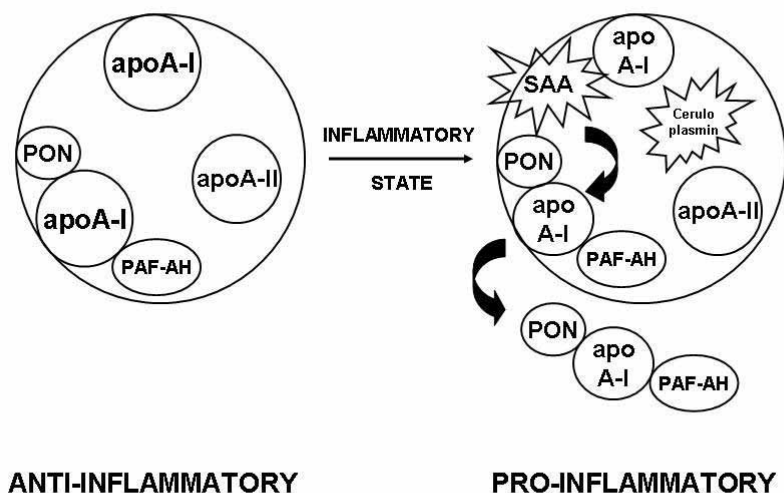 apoA-I
PON
apoA-II
apoA-I
PAF-AH
INFLAMMATORY
STATE
apo
A-I
SAA
Cerulo
plasmin
PON
apo
A-I
apoA-II
PAF-AH
PON
apo
A-I
PAF-AH
ANTI-INFLAMMATORY
PRO-INFLAMMATORY